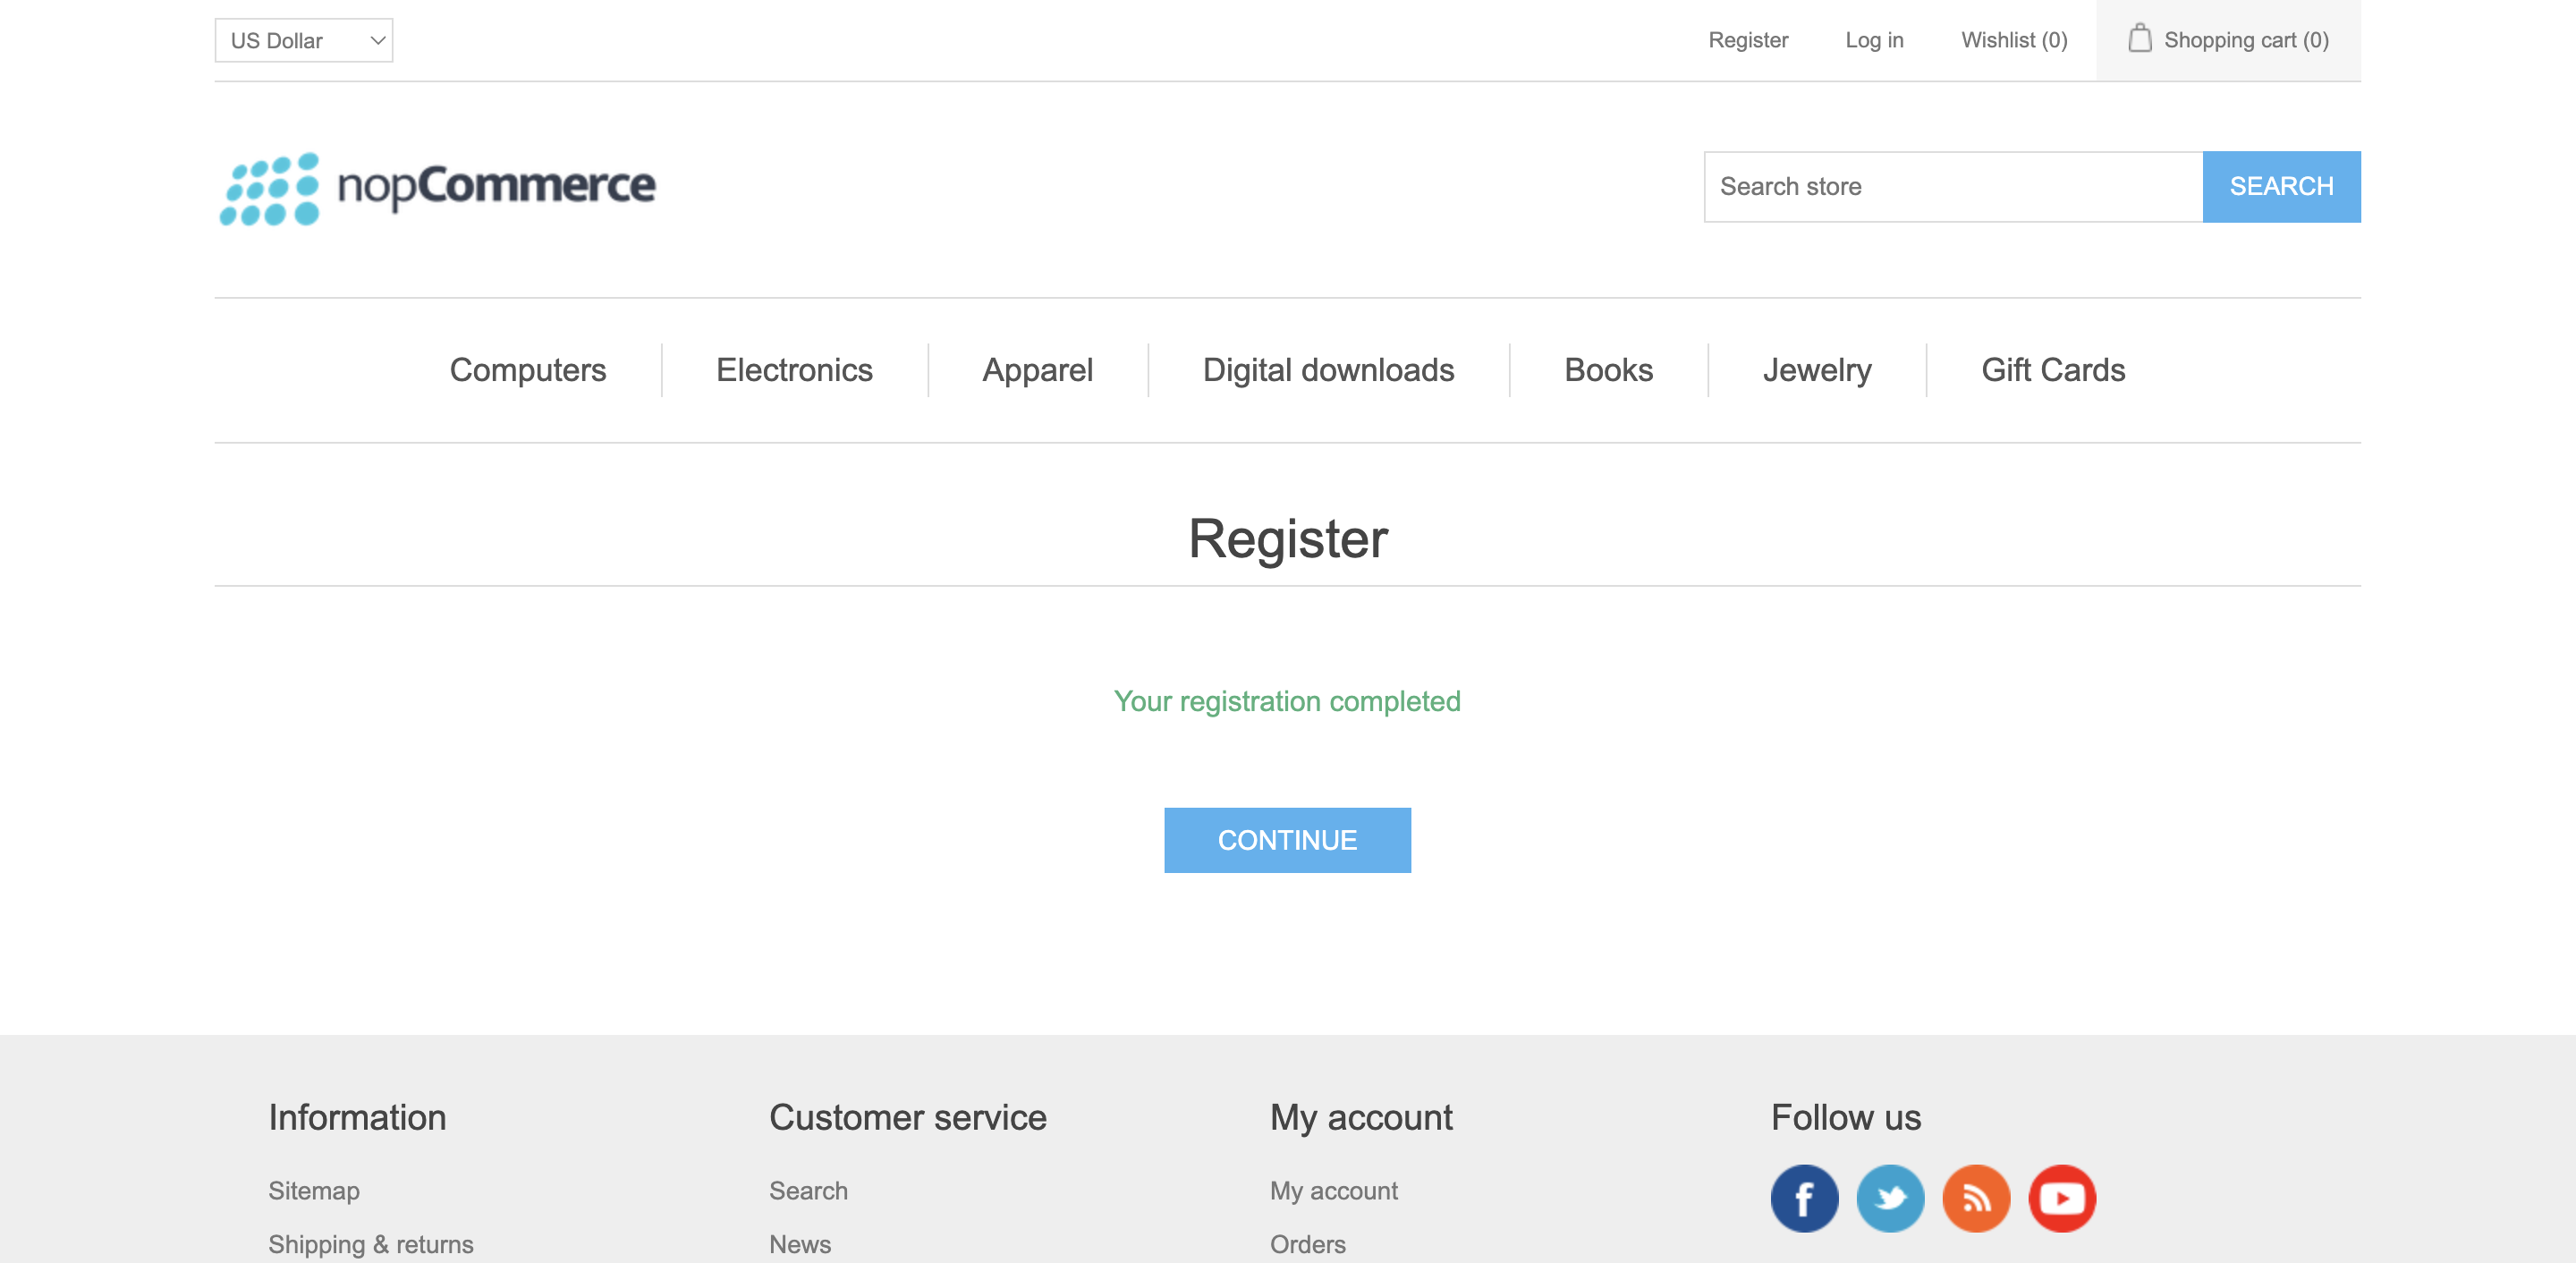 US Dollar
Register
Log in
Wishlist (0)
Shopping cart (0)
nopCommerce
Search store
SEARCH
Computers
Electronics
Apparel
Digital downloads
Books
Jewelry
Gift Cards
Register
Your registration completed
CONTINUE
Information
Customer service
My account
Follow us
Sitemap
Search
My account
Shipping & returns
News
Orders